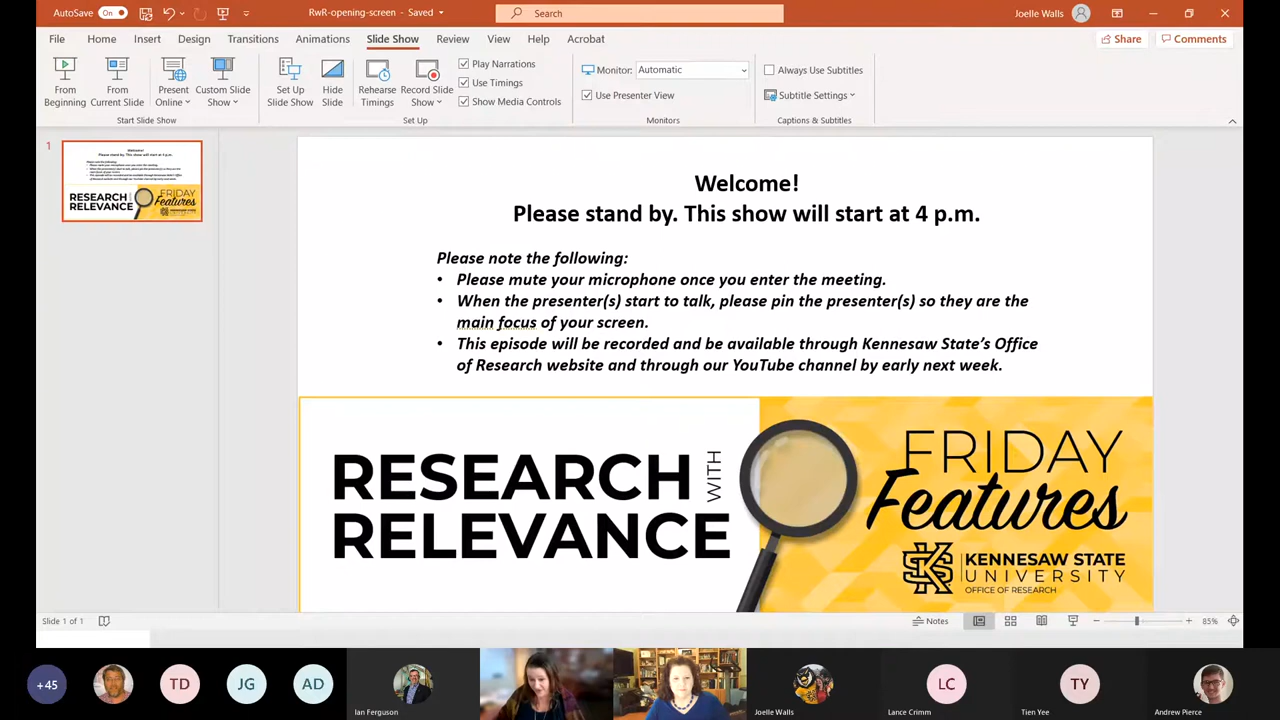 AutoSave On RwR-opening-screen - Saved Search Joelle Walls
File Home Insert Design Transitions Animations Slide Show Review View Help Acrobat Share Comments
From Beginning
From Current Slide
Present Online
Custom Slide Show
Start Slide Show
Set Up Slide Show
Hide Slide
Rehearse Timings
Record Slide Show
Play Narrations
Use Timings
Show Media Controls
Set Up
Monitor: Automatic
Use Presenter View
Monitors
Always Use Subtitles
Subtitle Settings
Captions & Subtitles
1
Welcome!
Please stand by. This show will start at 4 p.m.
Please note the following:
• Please mute your microphone once you enter the meeting.
• When the presenter(s) start to talk, please pin the presenter(s) so they are the
main focus of your screen.
• This episode will be recorded and be available through Kennesaw State's Office
of Research website and through our YouTube channel by early next week.
RESEARCH WITH
RELEVANCE
FRIDAY
Features
KS
KENNESAW STATE
UNIVERSITY
OFFICE OF RESEARCH
RESEARCH
RELEVANCE
FRIDAY
Features
Slide 1 of 1 Notes 85%
+45 TD JG AD LC TY
Ian Ferguson Joelle Walls Lance Crimm Tien Yee Andrew Pierce